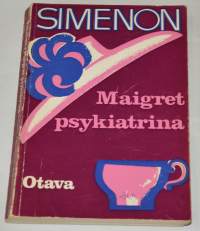 SIMENON
Maigret
psykiatrina
Otava